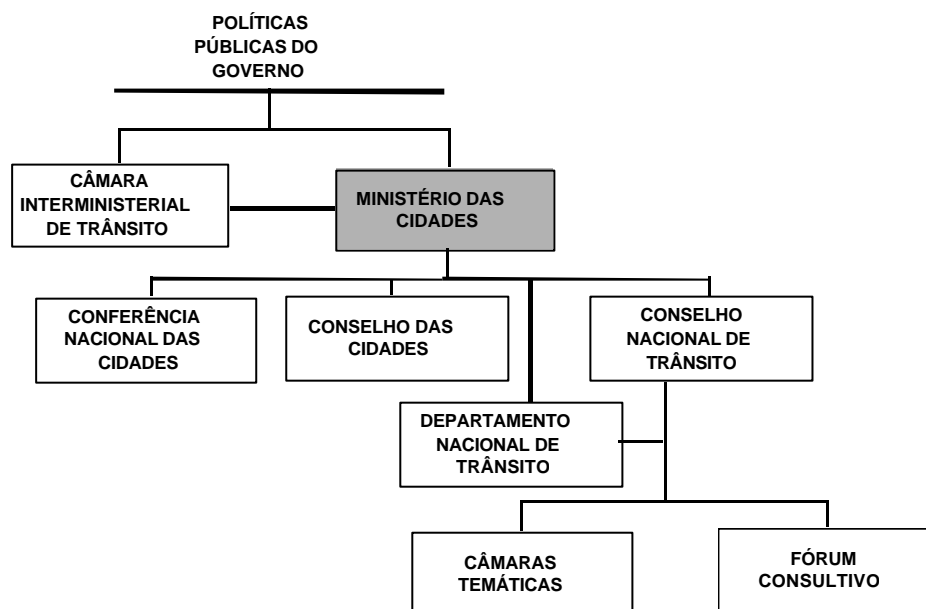 POLÍTICAS
PÚBLICAS DO
GOVERNO
CÂMARA
INTERMINISTERIAL
DE TRÂNSITO
MINISTÉRIO DAS
CIDADES
CONFERÊNCIA
NACIONAL DAS
CIDADES
CONSELHO DAS
CIDADES
CONSELHO
NACIONAL DE
TRÂNSITO
DEPARTAMENTO
NACIONAL DE
TRÂNSITO
CÂMARAS
TEMÁTICAS
FÓRUM
CONSULTIVO